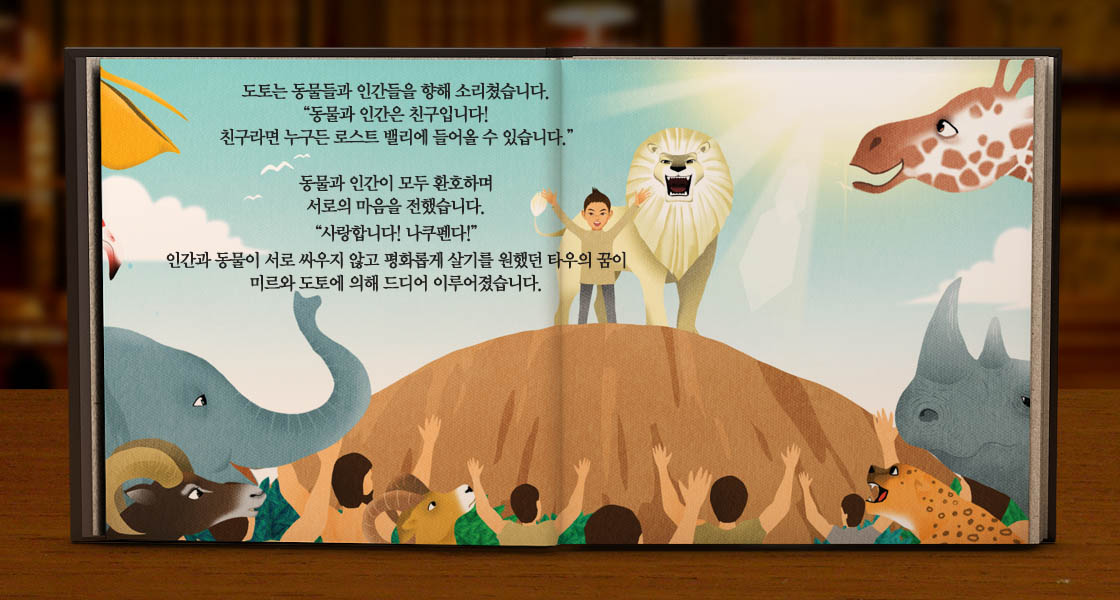 도토는 동물들과 인간들을 향해 소리쳤습니다.
“동물과 인간은 친구입니다!
친구라면 누구든 로스트 밸리에 들어올 수 있습니다.”
동물과 인간이 모두 환호하며
서로의 마음을 전했습니다.
“사랑합니다! 나쿠펜다!”
인간과 동물이 서로 싸우지 않고 평화롭게 살기를 원했던 타우의 꿈이
미르와 도토에 의해 드디어 이루어졌습니다.